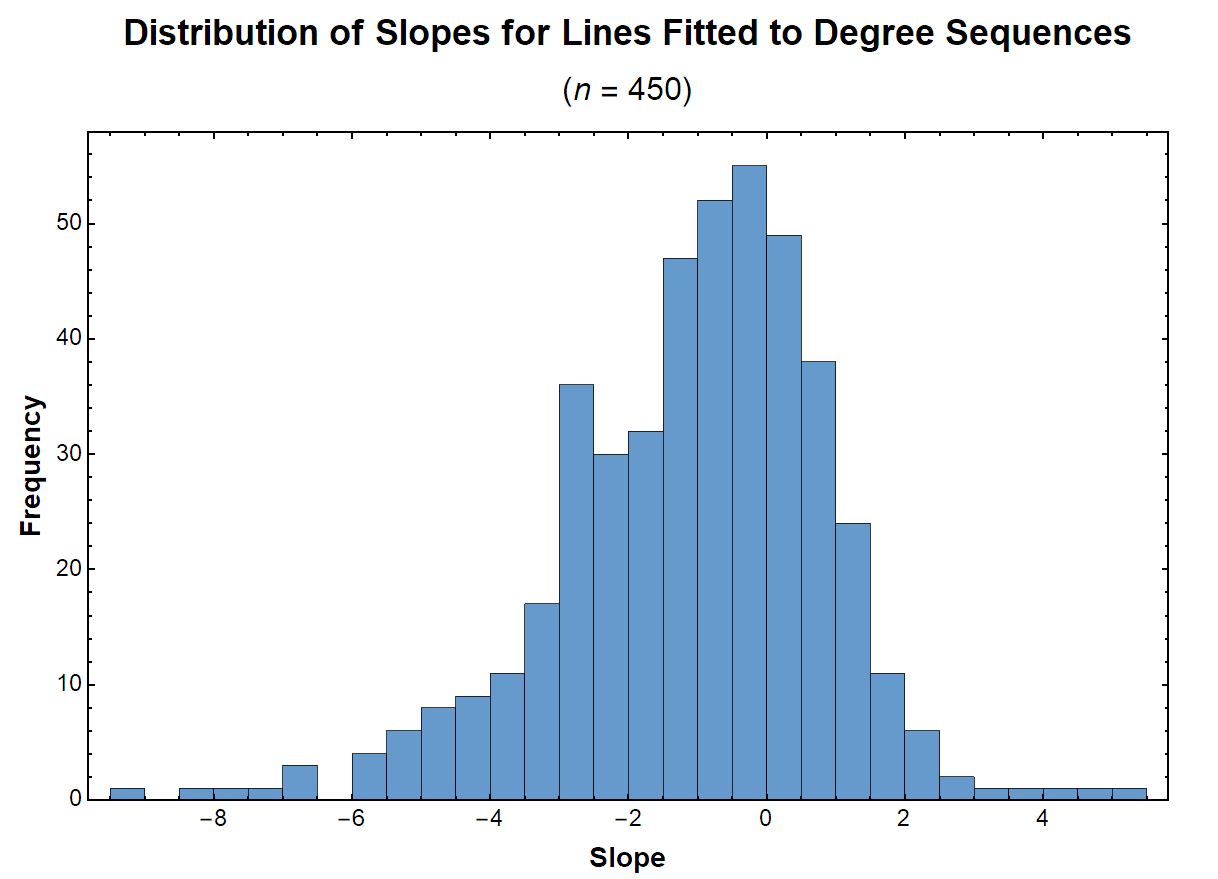 Distribution of Slopes for Lines Fitted to Degree Sequences
(n = 450)
Frequency
50
40
30
20
10
0
−8 −6 −4 −2 0 2 4
Slope